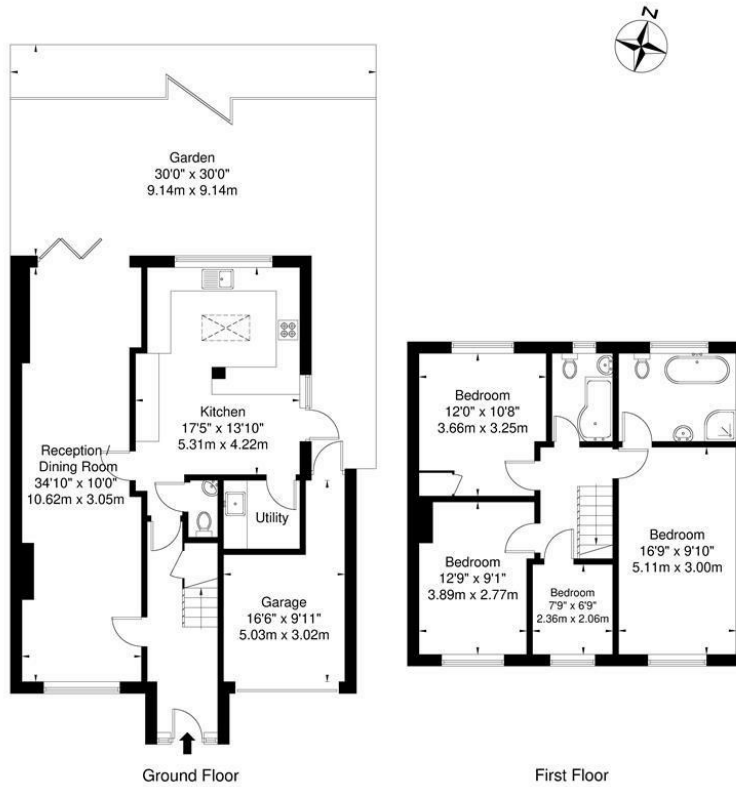 N
Garden
30'0" x 30'0"
9.14m x 9.14m
Kitchen
17'5" x 13'10"
5.31m x 4.22m
Reception /
Dining Room
34'10" x 10'0"
10.62m x 3.05m
Utility
Garage
16'6" x 9'11"
5.03m x 3.02m
Ground Floor
Bedroom
12'0" x 10'8"
3.66m x 3.25m
Bedroom
16'9" x 9'10"
5.11m x 3.00m
Bedroom
12'9" x 9'1"
3.89m x 2.77m
Bedroom
7'9" x 6'9"
2.36m x 2.06m
First Floor